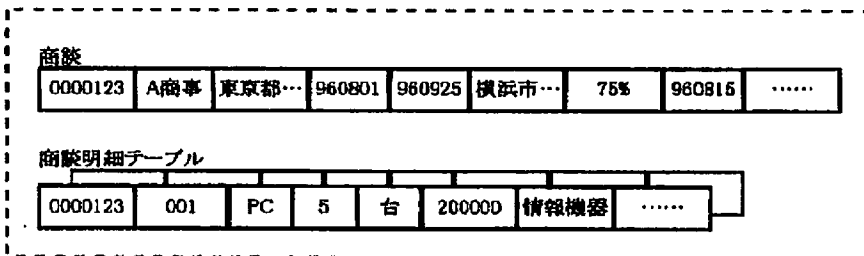 商談
0000123 A商事 東京都… 960801 960925 横浜市… 75% 960815 ……
商談明細テーブル
0000123 001 PC 5 台 200000 情報機器 ……